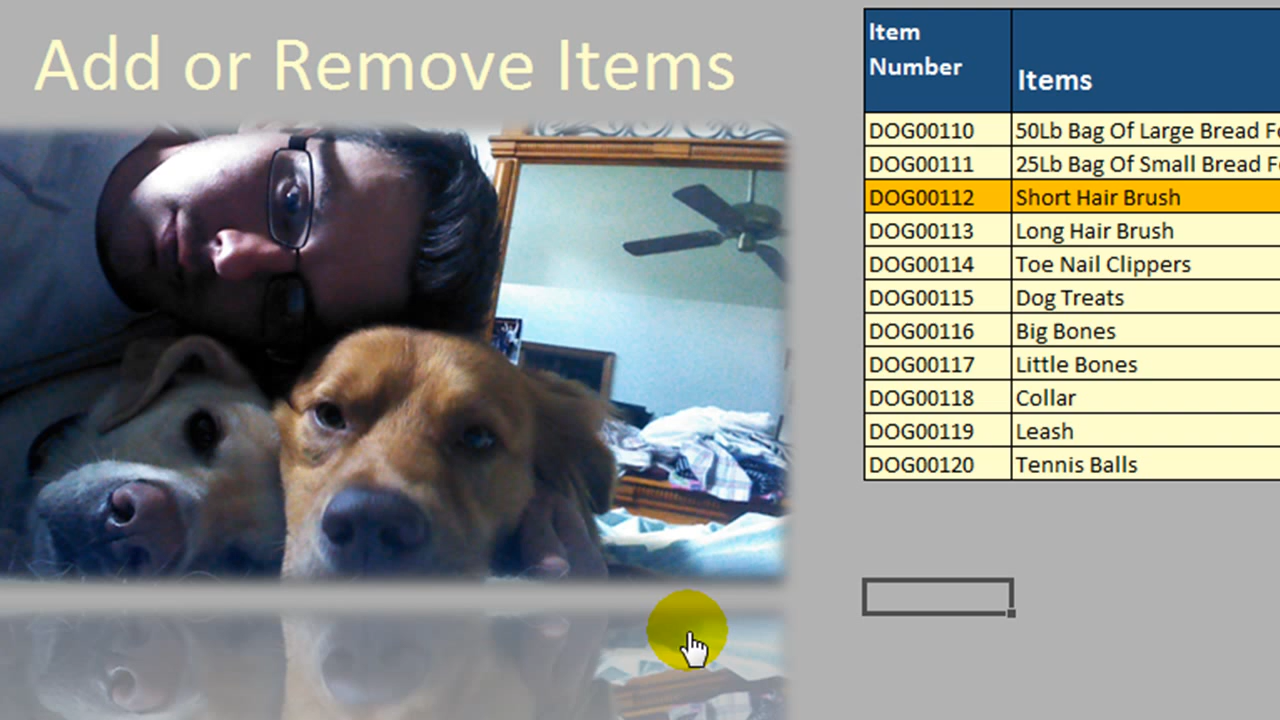 Add or Remove Items
Item
Number
Items
DOG00110 50Lb Bag Of Large Bread
DOG00111 25Lb Bag Of Small Bread
DOG00112 Short Hair Brush
DOG00113 Long Hair Brush
DOG00114 Toe Nail Clippers
DOG00115 Dog Treats
DOG00116 Big Bones
DOG00117 Little Bones
DOG00118 Collar
DOG00119 Leash
DOG00120 Tennis Balls